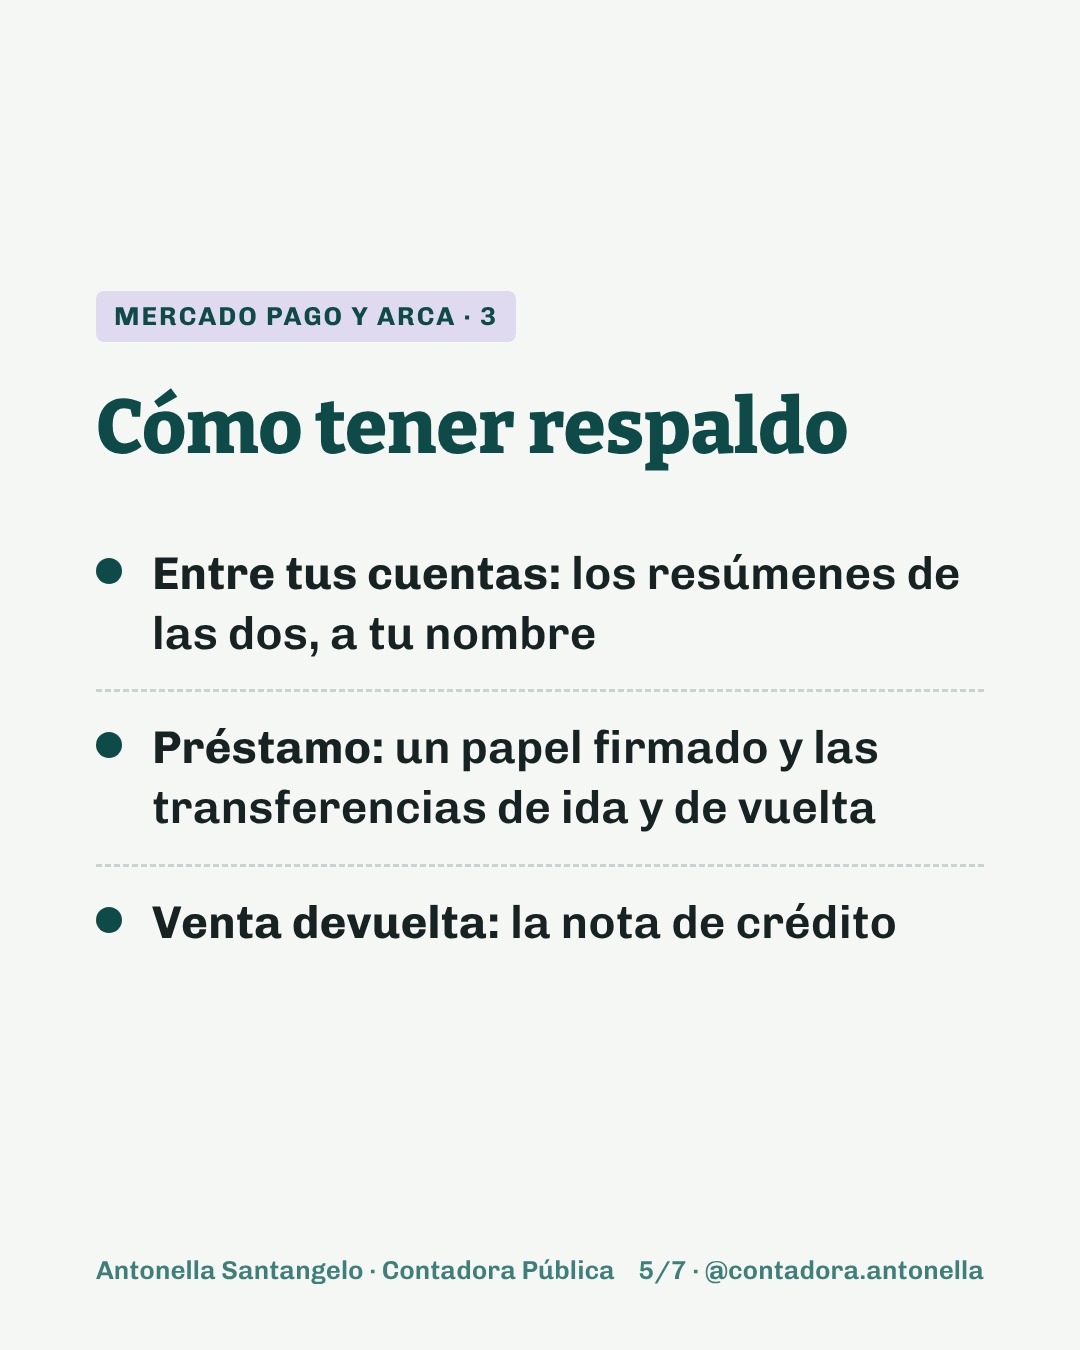 MERCADO PAGO Y ARCA · 3
Cómo tener respaldo
Entre tus cuentas: los resúmenes de
las dos, a tu nombre
Préstamo: un papel firmado y las
transferencias de ida y de vuelta
Venta devuelta: la nota de crédito
Antonella Santangelo · Contadora Pública 5/7 · @contadora.antonella